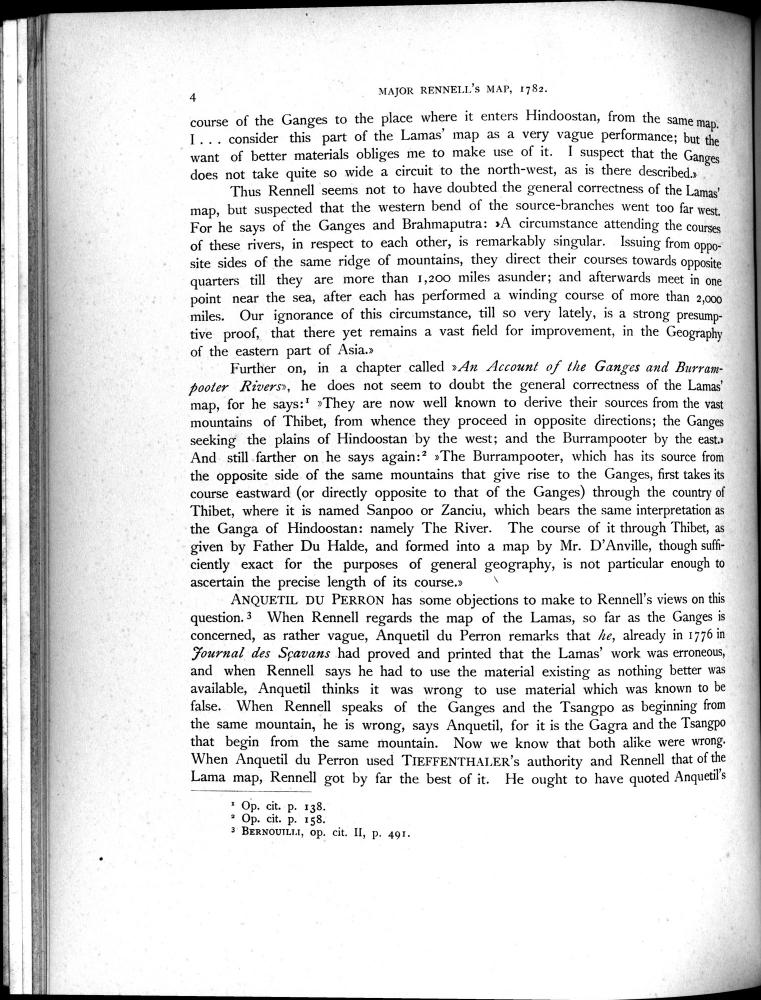 4
MAJOR RENNELL'S MAP, 1782.
course of the Ganges to the place where it enters Hindoostan, from the same map.
I . . . consider this part of the Lamas' map as a very vague performance; but the
want of better materials obliges me to make use of it. I suspect that the Ganges
does not take quite so wide a circuit to the north-west, as is there described.»
Thus Rennell seems not to have doubted the general correctness of the Lamas'
map, but suspected that the western bend of the source-branches went too far west.
For he says of the Ganges and Brahmaputra: »A circumstance attending the courses
of these rivers, in respect to each other, is remarkably singular. Issuing from oppo-
site sides of the same ridge of mountains, they direct their courses towards opposite
quarters till they are more than 1,200 miles asunder; and afterwards meet in one
point near the sea, after each has performed a winding course of more than 2,000
miles. Our ignorance of this circumstance, till so very lately, is a strong presump-
tive proof, that there yet remains a vast field for improvement, in the Geography
of the eastern part of Asia.»
Further on, in a chapter called »An Account of the Ganges and Burram-
pooter Rivers», he does not seem to doubt the general correctness of the Lamas'
map, for he says:¹ »They are now well known to derive their sources from the vast
mountains of Thibet, from whence they proceed in opposite directions; the Ganges
seeking the plains of Hindoostan by the west; and the Burrampooter by the east.»
And still farther on he says again:² »The Burrampooter, which has its source from
the opposite side of the same mountains that give rise to the Ganges, first takes its
course eastward (or directly opposite to that of the Ganges) through the country of
Thibet, where it is named Sanpoo or Zanciu, which bears the same interpretation as
the Ganga of Hindoostan: namely The River. The course of it through Thibet, as
given by Father Du Halde, and formed into a map by Mr. D'Anville, though suffi-
ciently exact for the purposes of general geography, is not particular enough to
ascertain the precise length of its course.»
ANQUETIL DU PERRON has some objections to make to Rennell's views on this
question.³ When Rennell regards the map of the Lamas, so far as the Ganges is
concerned, as rather vague, Anquetil du Perron remarks that he, already in 1776 in
Journal des Sçavans had proved and printed that the Lamas' work was erroneous,
and when Rennell says he had to use the material existing as nothing better was
available, Anquetil thinks it was wrong to use material which was known to be
false. When Rennell speaks of the Ganges and the Tsangpo as beginning from
the same mountain, he is wrong, says Anquetil, for it is the Gagra and the Tsangpo
that begin from the same mountain. Now we know that both alike were wrong.
When Anquetil du Perron used TIEFFENTHALER's authority and Rennell that of the
Lama map, Rennell got by far the best of it. He ought to have quoted Anquetil's
¹ Op. cit. p. 138.
² Op. cit. p. 158.
³ BERNOUILLI, op. cit. II, p. 491.